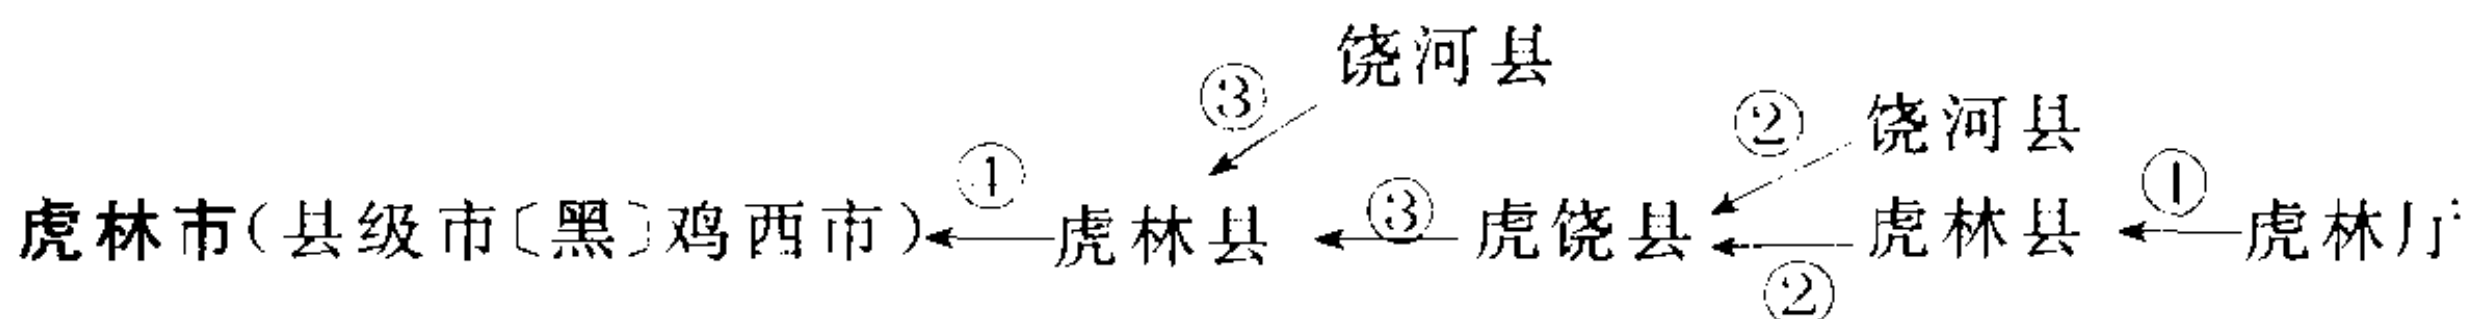 饶河县
③
② 饶河县
虎林市(县级市〔黑〕鸡西市) ① 虎林县 ③ 虎饶县 虎林县 ① 虎林厅
②